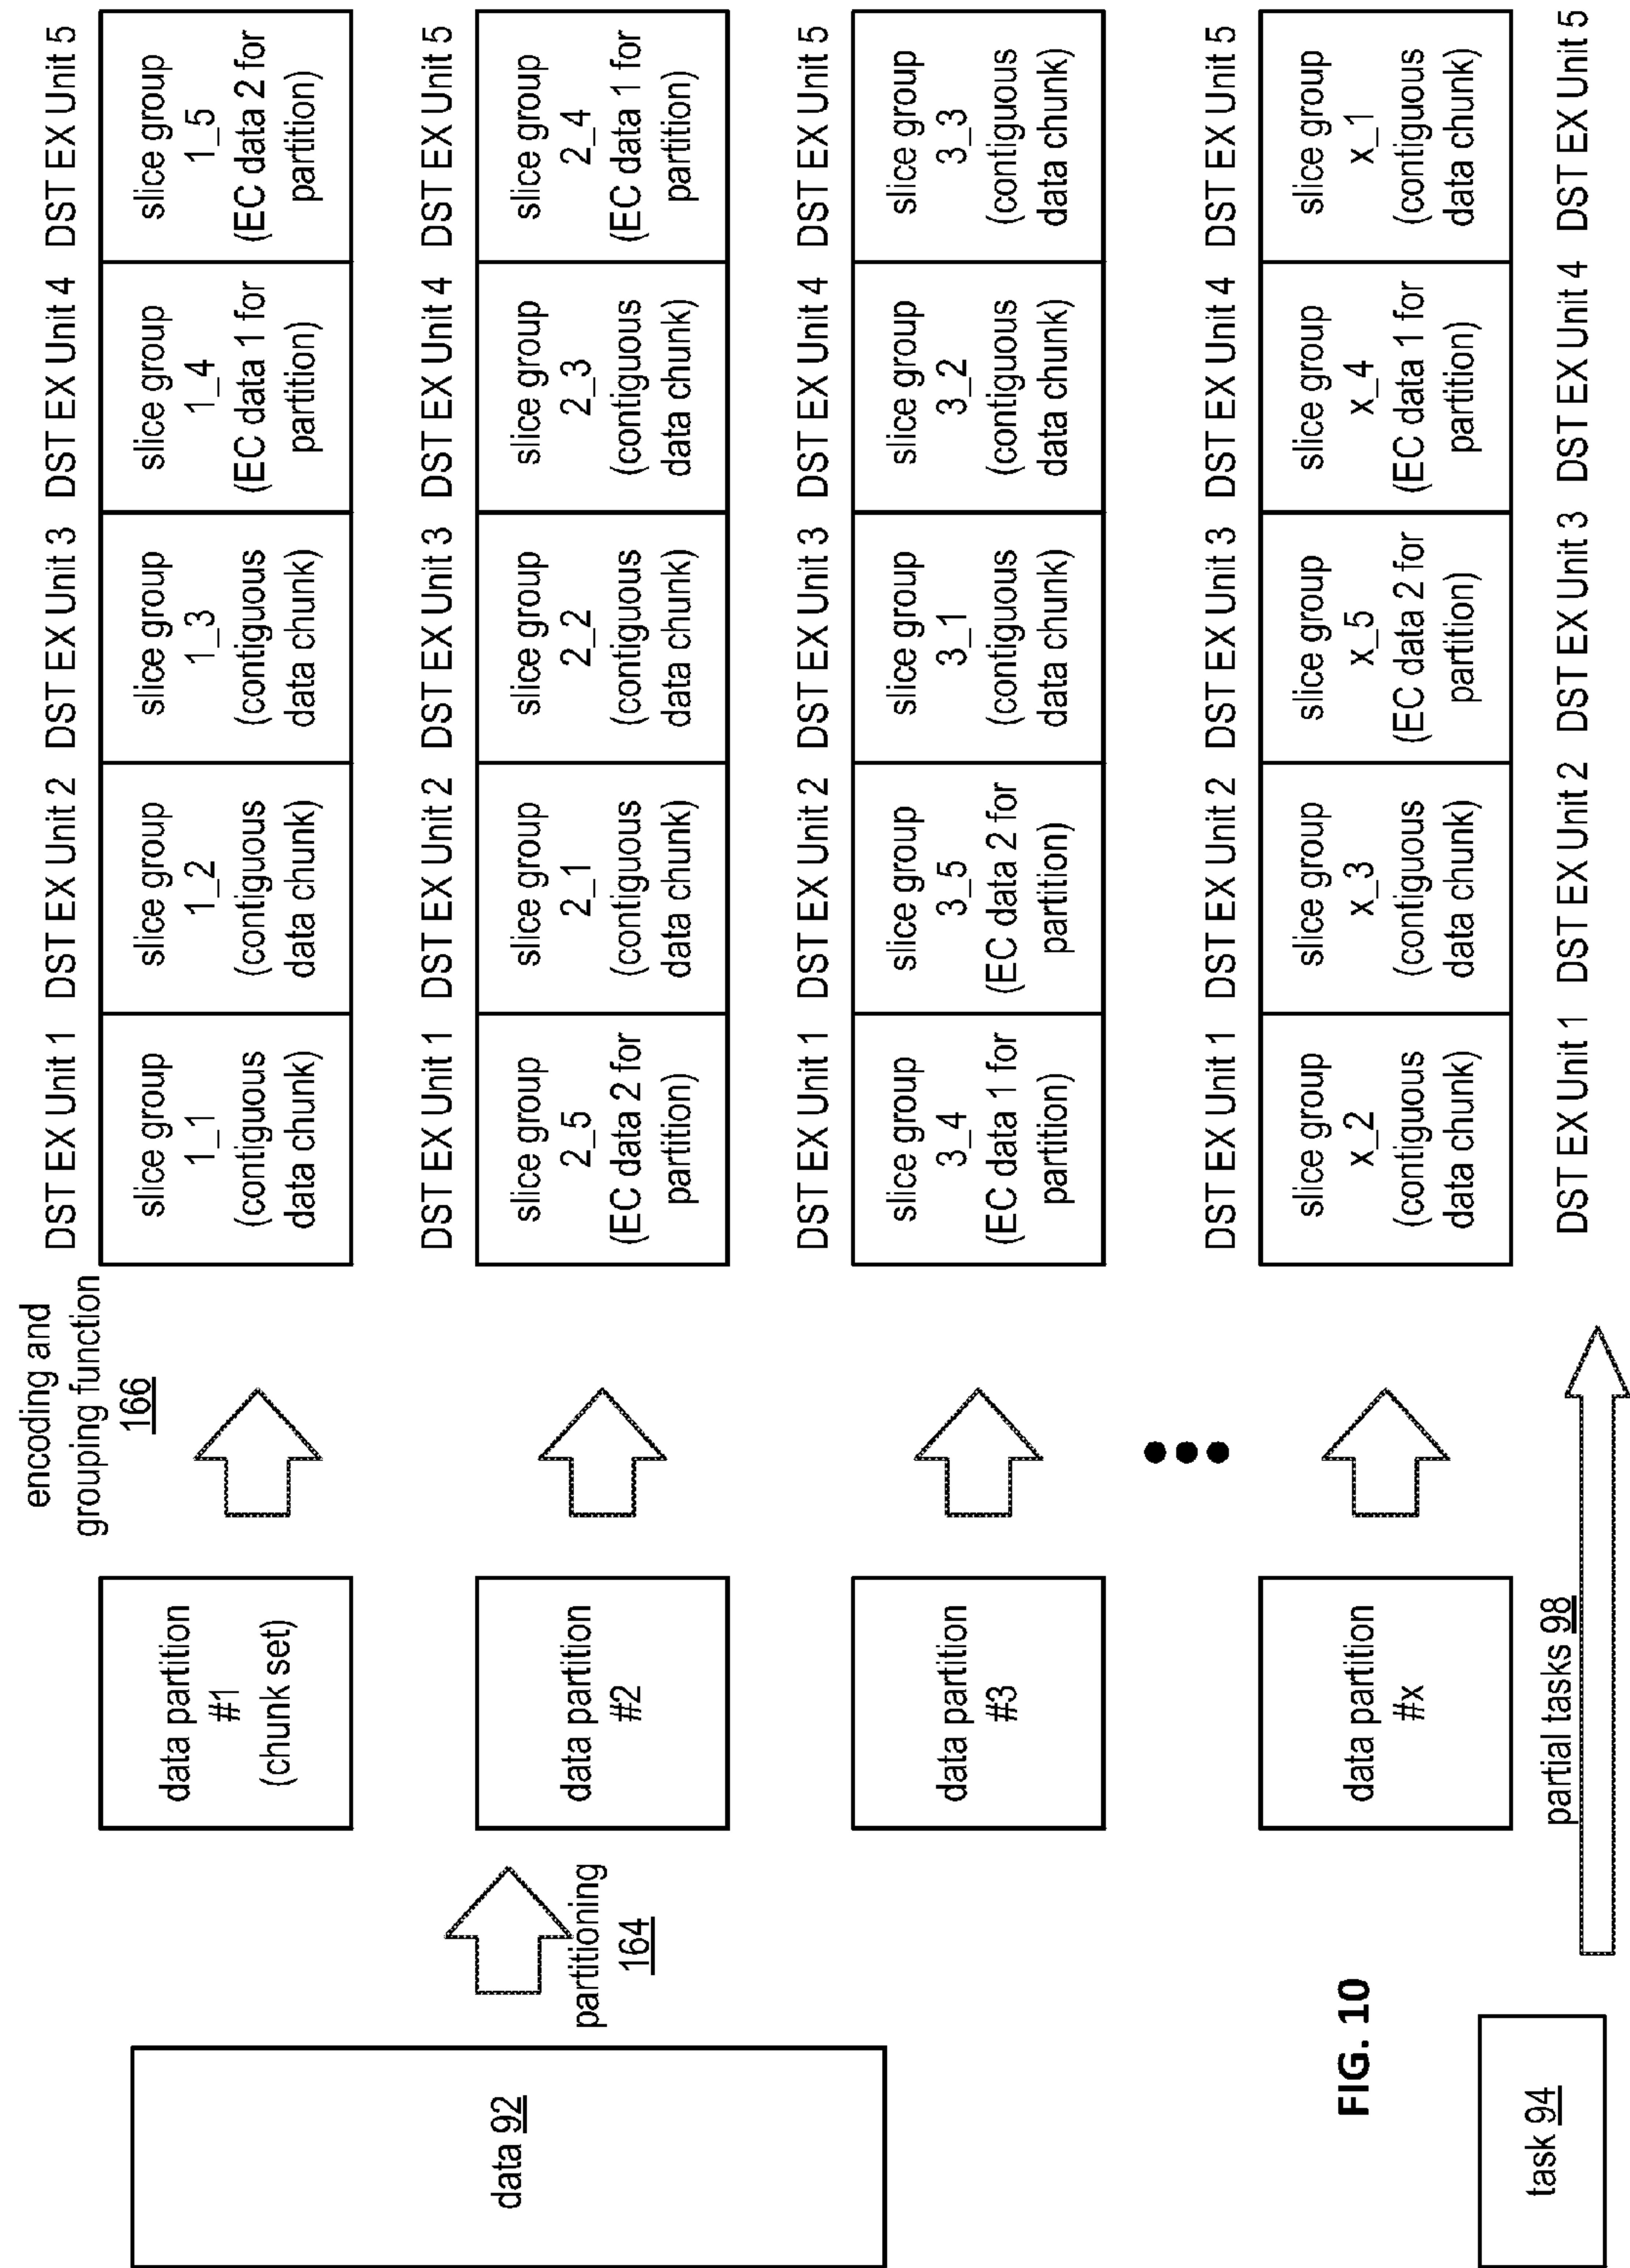 data 92
partitioning
164
data partition
#1
(chunk set)
data partition
#2
data partition
#3
data partition
#x
encoding and
grouping function
166
DST EX Unit 1
DST EX Unit 2
DST EX Unit 3
DST EX Unit 4
DST EX Unit 5
slice group
1_1
(contiguous
data chunk)
slice group
1_2
(contiguous
data chunk)
slice group
1_3
(contiguous
data chunk)
slice group
1_4
(EC data 1 for
partition)
slice group
1_5
(EC data 2 for
partition)
DST EX Unit 1
DST EX Unit 2
DST EX Unit 3
DST EX Unit 4
DST EX Unit 5
slice group
2_5
(EC data 2 for
partition)
slice group
2_1
(contiguous
data chunk)
slice group
2_2
(contiguous
data chunk)
slice group
2_3
(contiguous
data chunk)
slice group
2_4
(EC data 1 for
partition)
DST EX Unit 1
DST EX Unit 2
DST EX Unit 3
DST EX Unit 4
DST EX Unit 5
slice group
3_4
(EC data 1 for
partition)
slice group
3_5
(EC data 2 for
partition)
slice group
3_1
(contiguous
data chunk)
slice group
3_2
(contiguous
data chunk)
slice group
3_3
(contiguous
data chunk)
DST EX Unit 1
DST EX Unit 2
DST EX Unit 3
DST EX Unit 4
DST EX Unit 5
slice group
x_2
(contiguous
data chunk)
slice group
x_3
(contiguous
data chunk)
slice group
x_5
(EC data 2 for
partition)
slice group
x_4
(EC data 1 for
partition)
slice group
x_1
(contiguous
data chunk)
task 94
partial tasks 98
DST EX Unit 1
DST EX Unit 2
DST EX Unit 3
DST EX Unit 4
DST EX Unit 5
FIG. 10